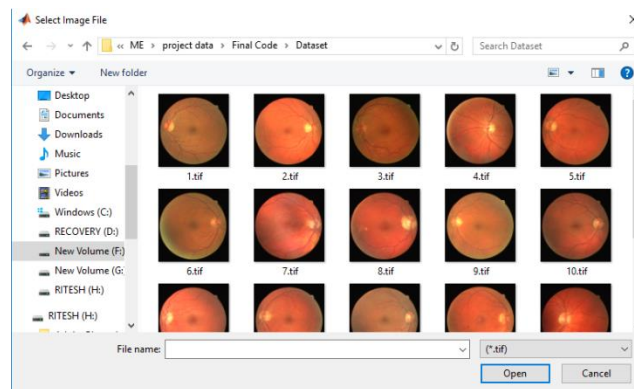 Select Image File
« ME › project data › Final Code › Dataset
Search Dataset
Organize
New folder
Desktop
Documents
Downloads
Music
Pictures
Videos
Windows (C:)
RECOVERY (D:)
New Volume (F:)
New Volume (G:
RITESH (H:)
RITESH (H:)
1.tif 2.tif 3.tif 4.tif 5.tif
6.tif 7.tif 8.tif 9.tif 10.tif
File name:
(*.tif)
Open Cancel